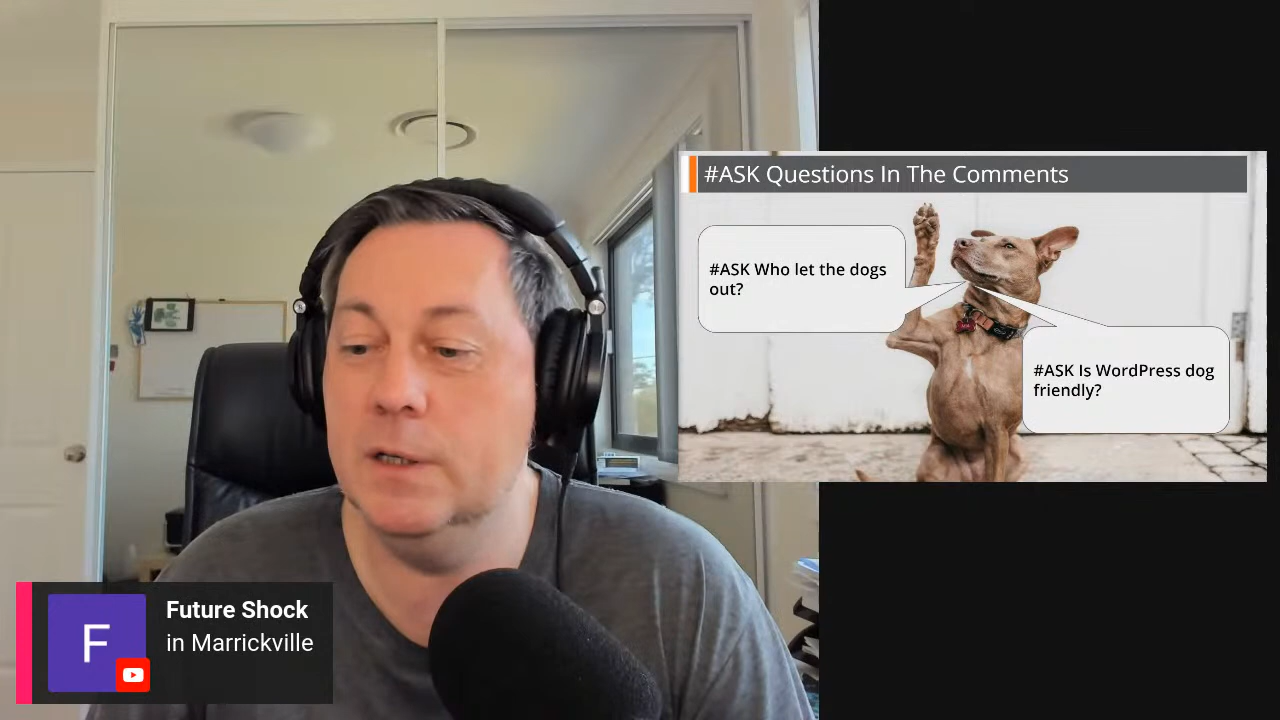 #ASK Questions In The Comments
#ASK Who let the dogs
out?
#ASK Is WordPress dog
friendly?
F
Future Shock
in Marrickville